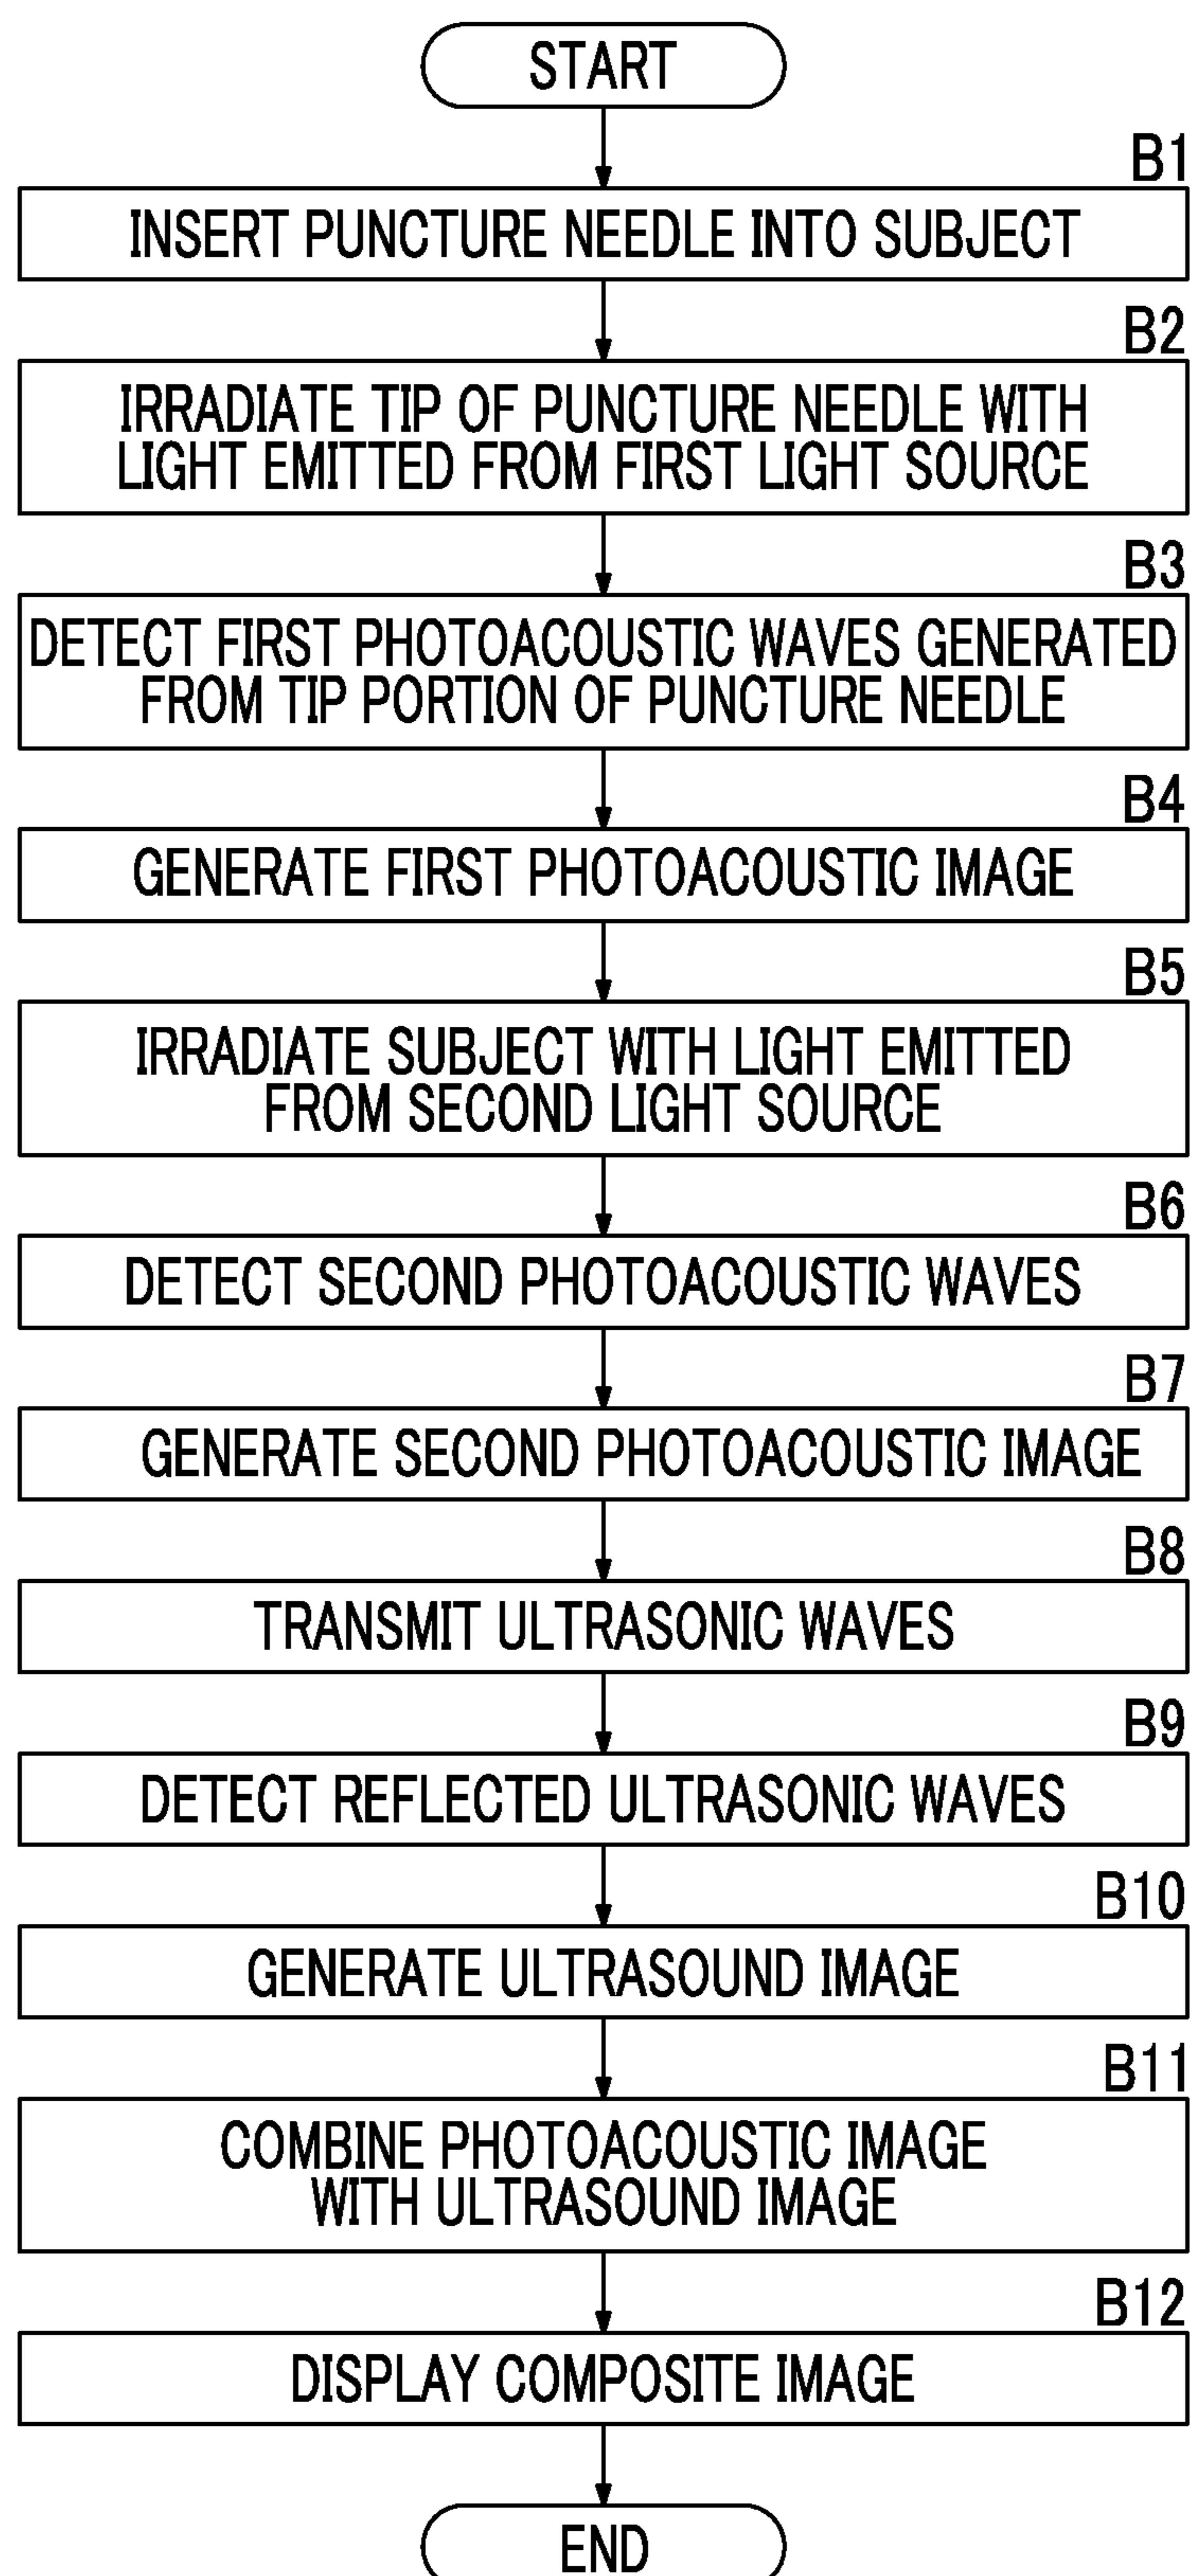 START
B1
INSERT PUNCTURE NEEDLE INTO SUBJECT
B2
IRRADIATE TIP OF PUNCTURE NEEDLE WITH
LIGHT EMITTED FROM FIRST LIGHT SOURCE
B3
DETECT FIRST PHOTOACOUSTIC WAVES GENERATED
FROM TIP PORTION OF PUNCTURE NEEDLE
B4
GENERATE FIRST PHOTOACOUSTIC IMAGE
B5
IRRADIATE SUBJECT WITH LIGHT EMITTED
FROM SECOND LIGHT SOURCE
B6
DETECT SECOND PHOTOACOUSTIC WAVES
B7
GENERATE SECOND PHOTOACOUSTIC IMAGE
B8
TRANSMIT ULTRASONIC WAVES
B9
DETECT REFLECTED ULTRASONIC WAVES
B10
GENERATE ULTRASOUND IMAGE
B11
COMBINE PHOTOACOUSTIC IMAGE
WITH ULTRASOUND IMAGE
B12
DISPLAY COMPOSITE IMAGE
END